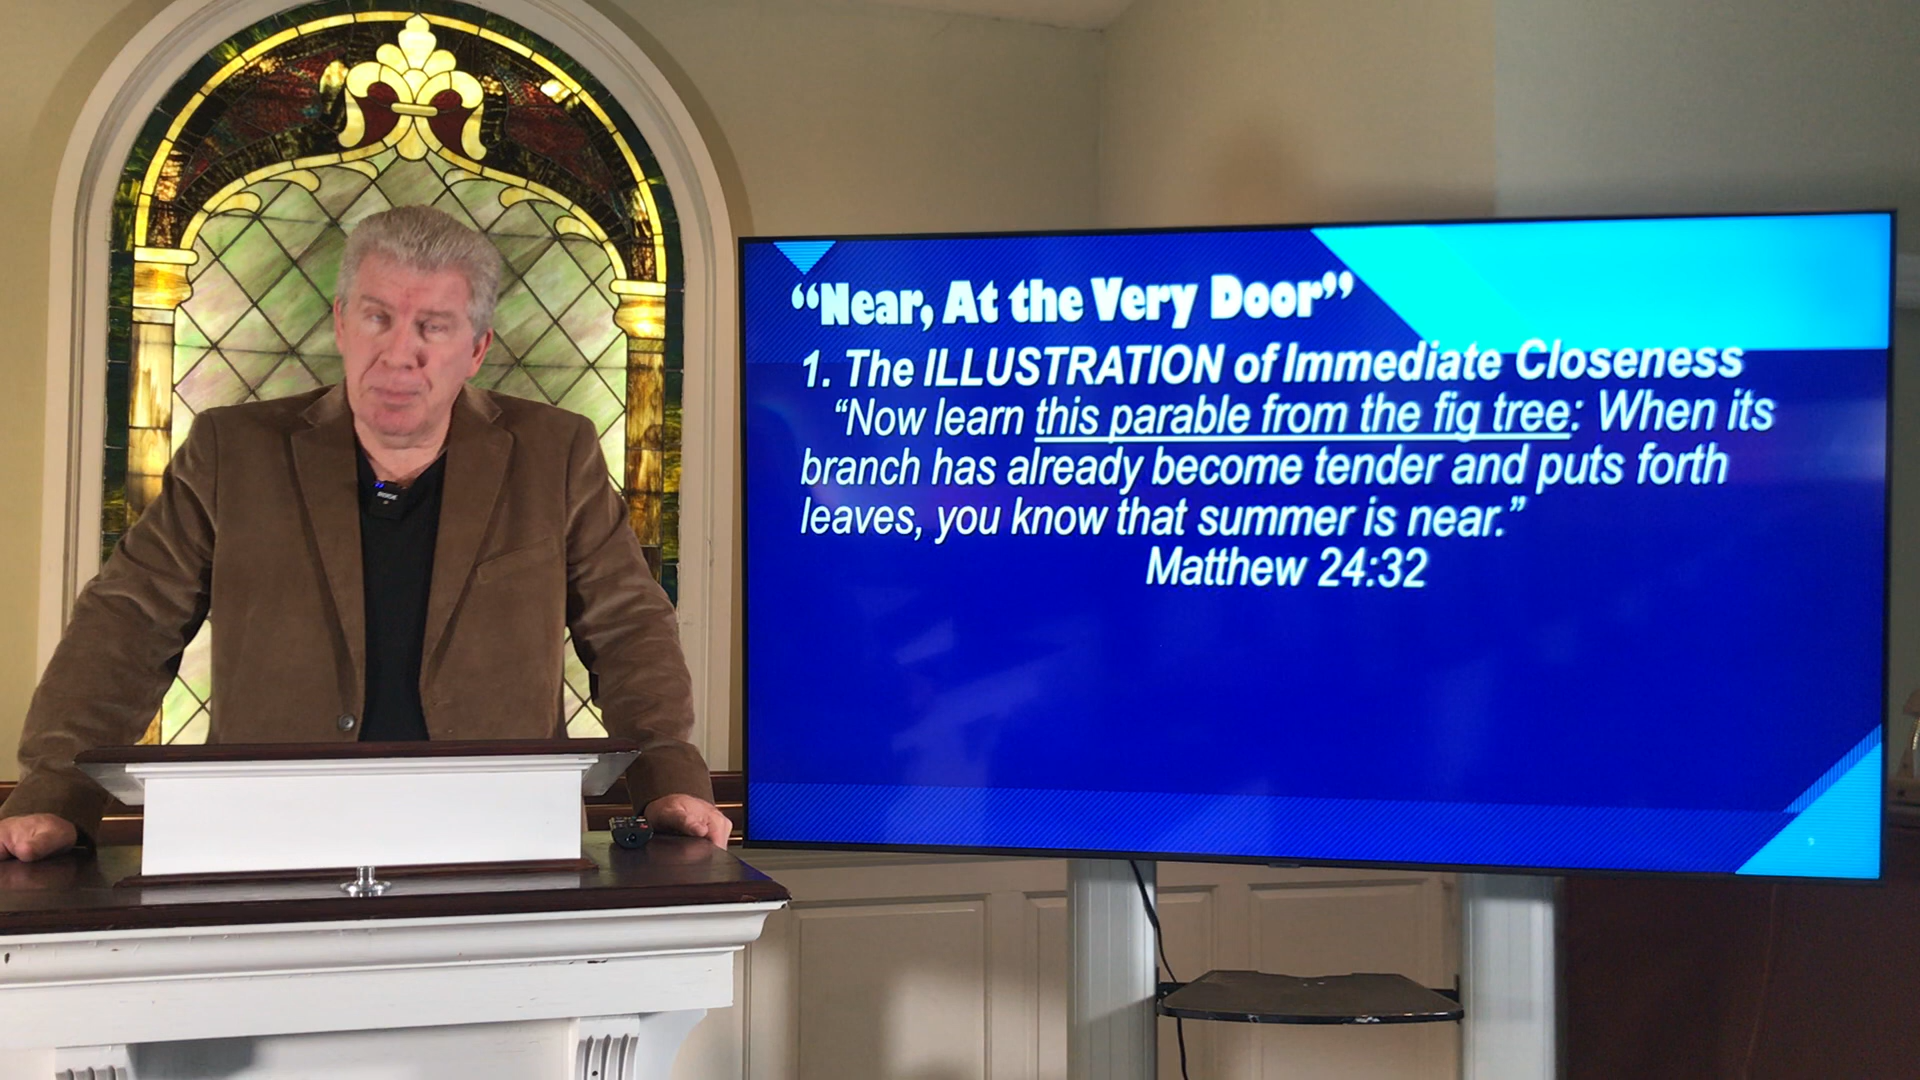 “Near, At the Very Door”
1. The ILLUSTRATION of Immediate Closeness
“Now learn this parable from the fig tree: When its
branch has already become tender and puts forth
leaves, you know that summer is near.”
Matthew 24:32